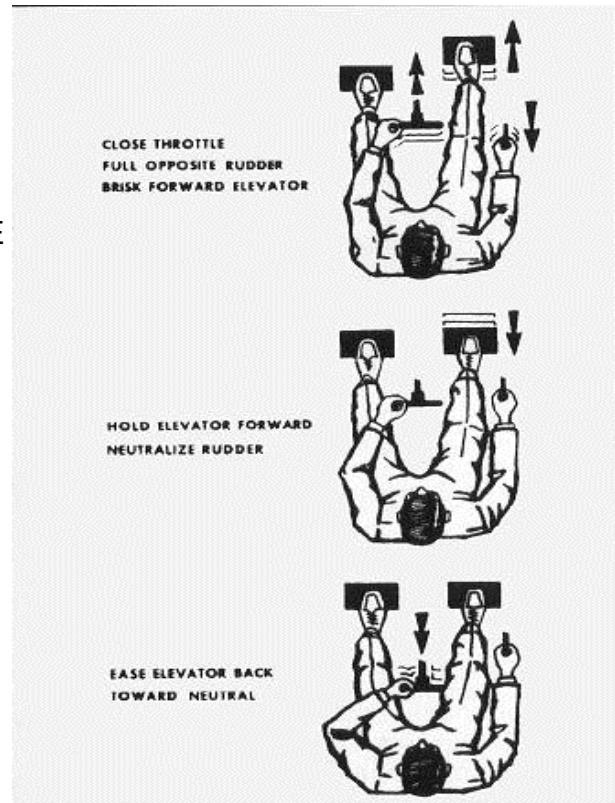 CLOSE THROTTLE
FULL OPPOSITE RUDDER
BRISK FORWARD ELEVATOR
E
HOLD ELEVATOR FORWARD
NEUTRALIZE RUDDER
EASE ELEVATOR BACK
TOWARD NEUTRAL